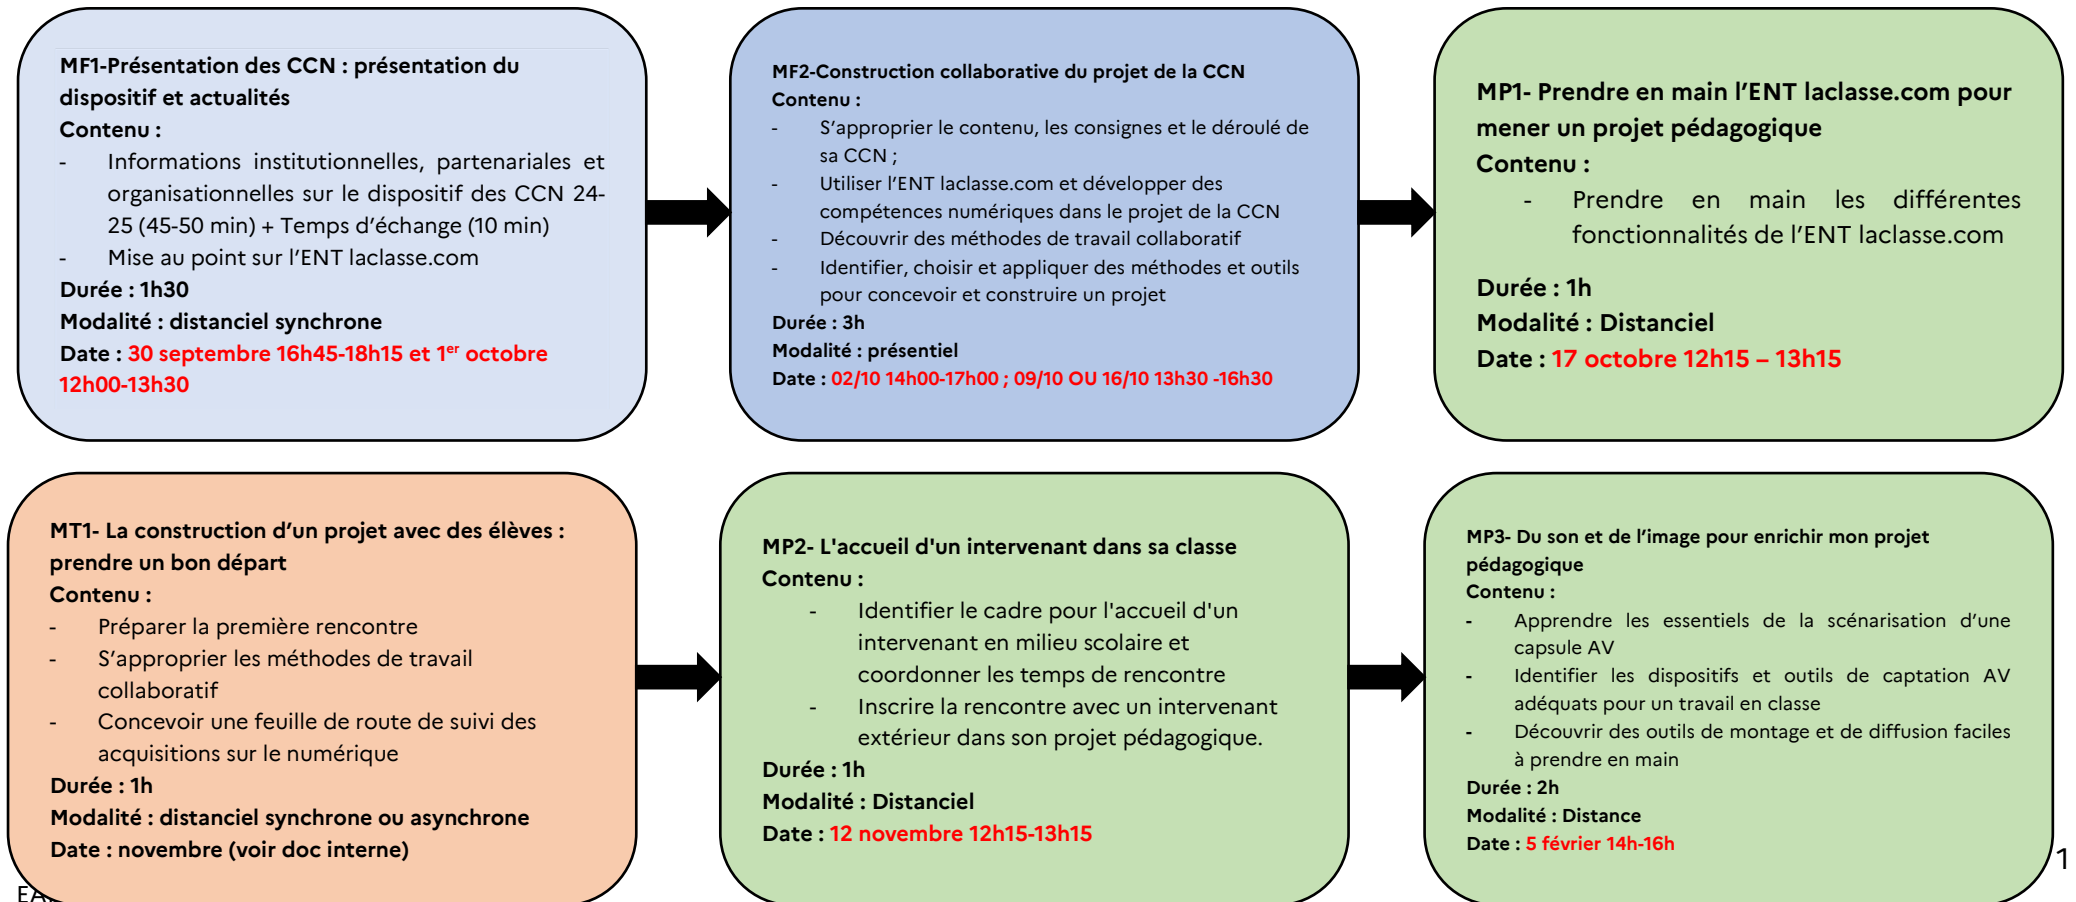 MF1-Présentation des CCN : présentation du
dispositif et actualités
Contenu :
- Informations institutionnelles, partenariales et
organisationnelles sur le dispositif des CCN 24-
25 (45-50 min) + Temps d’échange (10 min)
- Mise au point sur l’ENT laclasse.com
Durée : 1h30
Modalité : distanciel synchrone
Date : 30 septembre 16h45-18h15 et 1er octobre
12h00-13h30
MF2-Construction collaborative du projet de la CCN
Contenu :
- S’approprier le contenu, les consignes et le déroulé de
sa CCN ;
- Utiliser l’ENT laclasse.com et développer des
compétences numériques dans le projet de la CCN
- Découvrir des méthodes de travail collaboratif
- Identifier, choisir et appliquer des méthodes et outils
pour concevoir et construire un projet
Durée : 3h
Modalité : présentiel
Date : 02/10 14h00-17h00 ; 09/10 OU 16/10 13h30 -16h30
MP1- Prendre en main l’ENT laclasse.com pour
mener un projet pédagogique
Contenu :
- Prendre en main les différentes
fonctionnalités de l’ENT laclasse.com
Durée : 1h
Modalité : Distanciel
Date : 17 octobre 12h15 – 13h15
MT1- La construction d’un projet avec des élèves :
prendre un bon départ
Contenu :
- Préparer la première rencontre
- S’approprier les méthodes de travail
collaboratif
- Concevoir une feuille de route de suivi des
acquisitions sur le numérique
Durée : 1h
Modalité : distanciel synchrone ou asynchrone
Date : novembre (voir doc interne)
MP2- L'accueil d'un intervenant dans sa classe
Contenu :
- Identifier le cadre pour l'accueil d'un
intervenant en milieu scolaire et
coordonner les temps de rencontre
- Inscrire la rencontre avec un intervenant
extérieur dans son projet pédagogique.
Durée : 1h
Modalité : Distanciel
Date : 12 novembre 12h15-13h15
MP3- Du son et de l’image pour enrichir mon projet
pédagogique
Contenu :
- Apprendre les essentiels de la scénarisation d’une
capsule AV
- Identifier les dispositifs et outils de captation AV
adéquats pour un travail en classe
- Découvrir des outils de montage et de diffusion faciles
à prendre en main
Durée : 2h
Modalité : Distance
Date : 5 février 14h-16h
1